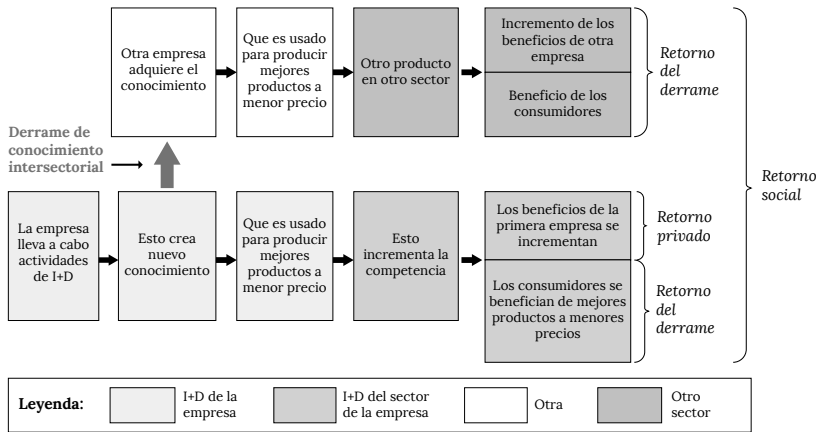 Otra empresa
adquiere el
conocimiento
Que es usado
para producir
mejores
productos a
menor precio
Otro producto
en otro sector
Incremento de los
beneficios de otra
empresa
Beneficio de los
consumidores
Retorno
del
derrame
Derrame de
conocimiento
intersectorial
Retorno
social
La empresa
lleva a cabo
actividades
de I+D
Esto crea
nuevo
conocimiento
Que es usado
para producir
mejores
productos a
menor precio
Esto
incrementa la
competencia
Los beneficios de la
primera empresa se
incrementan
Los consumidores se
benefician de mejores
productos a menores
precios
Retorno
privado
Retorno
del
derrame
Leyenda:
I+D de la
empresa
I+D del sector
de la empresa
Otra
Otro
sector